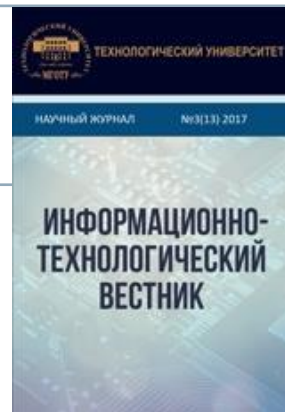 ТЕХНОЛОГИЧЕСКИЙ УНИВЕРСИТЕТ
НАУЧНЫЙ ЖУРНАЛ №3(13) 2017
ИНФОРМАЦИОННО-
ТЕХНОЛОГИЧЕСКИЙ
ВЕСТНИК